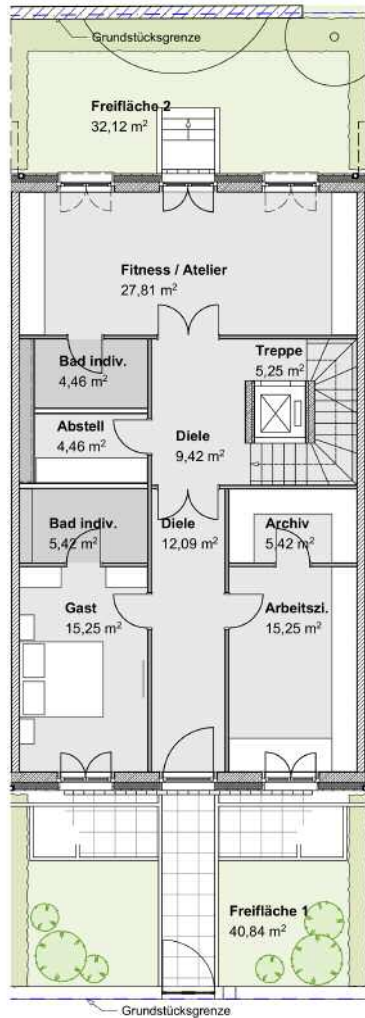 Grundstücksgrenze
Freifläche 2
32,12 m²
Fitness / Atelier
27,81 m²
Bad indiv.
4,46 m²
Treppe
5,25 m²
Abstell
4,46 m²
Diele
9,42 m²
Bad indiv.
5,42 m²
Diele
12,09 m²
Archiv
5,42 m²
Gast
15,25 m²
Arbeitszi.
15,25 m²
Freifläche 1
40,84 m²
Grundstücksgrenze